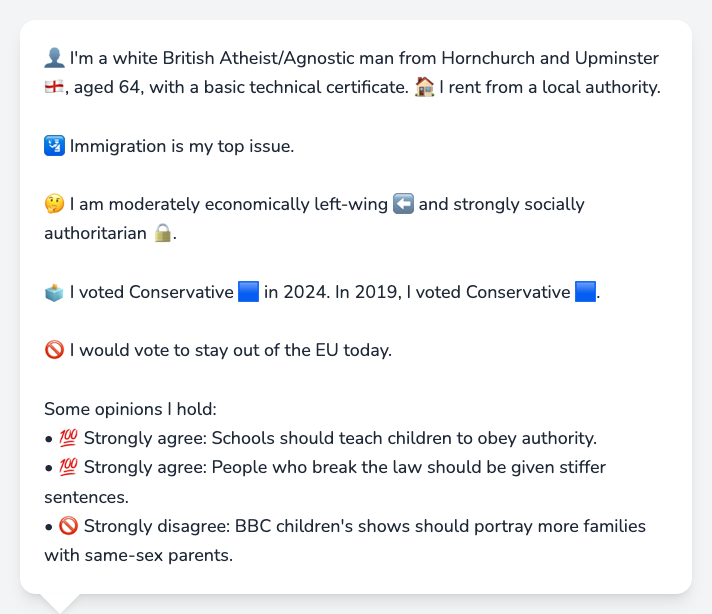 👤 I'm a white British Atheist/Agnostic man from Hornchurch and Upminster
🏴󠁧󠁢󠁥󠁮󠁧󠁿, aged 64, with a basic technical certificate. 🏠 I rent from a local authority.
🛂 Immigration is my top issue.
🤔 I am moderately economically left-wing ⬅️ and strongly socially
authoritarian 🔒.
🗳️ I voted Conservative 🟦 in 2024. In 2019, I voted Conservative 🟦.
🚫 I would vote to stay out of the EU today.
Some opinions I hold:
• 💯 Strongly agree: Schools should teach children to obey authority.
• 💯 Strongly agree: People who break the law should be given stiffer
sentences.
• 🚫 Strongly disagree: BBC children's shows should portray more families
with same-sex parents.